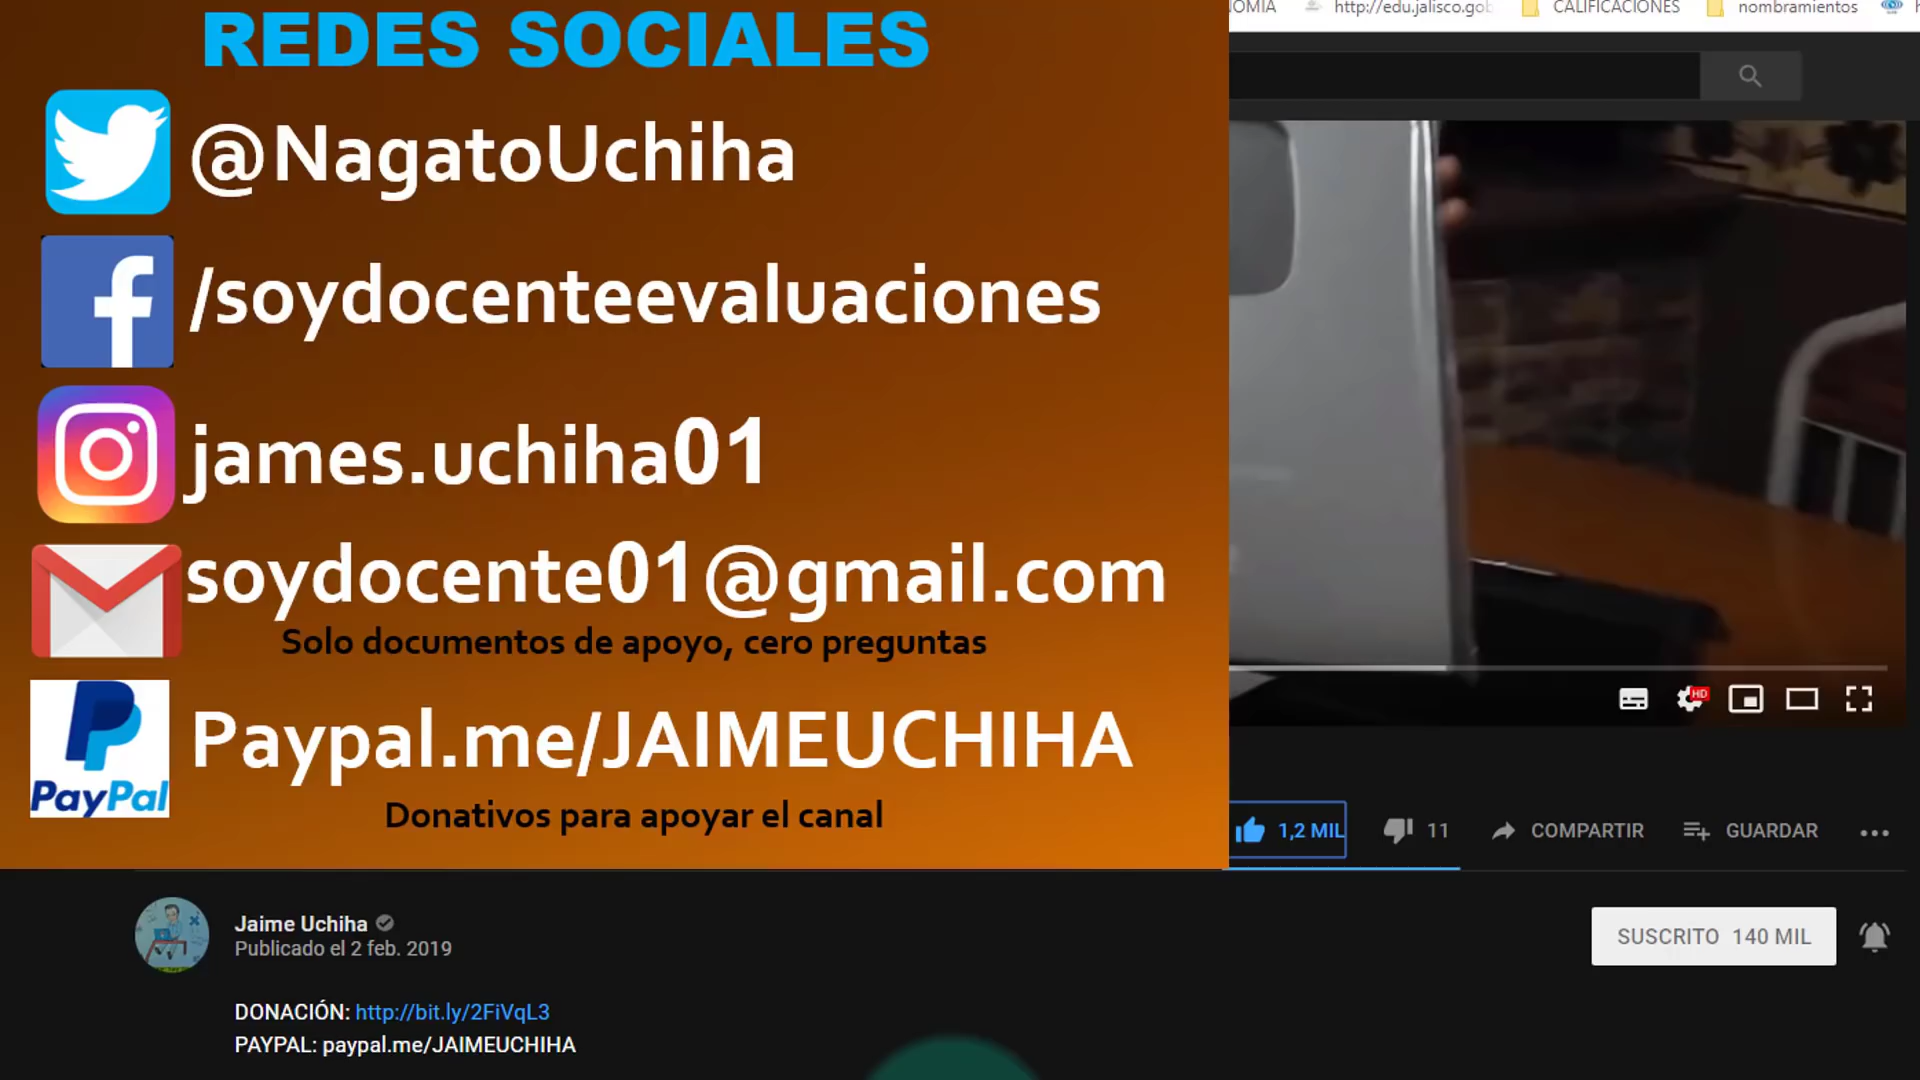 REDES SOCIALES
@NagatoUchiha
/soydocenteevaluaciones
james.uchiha01
soydocente01@gmail.com
Solo documentos de apoyo, cero preguntas
PayPal
Paypal.me/JAIMEUCHIHA
Donativos para apoyar el canal
http://edu.jalisco.gob
CALIFICACIONES
nombramientos
HD
1,2 MIL
11
COMPARTIR
GUARDAR
Jaime Uchiha
Publicado el 2 feb. 2019
SUSCRITO 140 MIL
DONACIÓN: http://bit.ly/2FiVqL3
PAYPAL: paypal.me/JAIMEUCHIHA